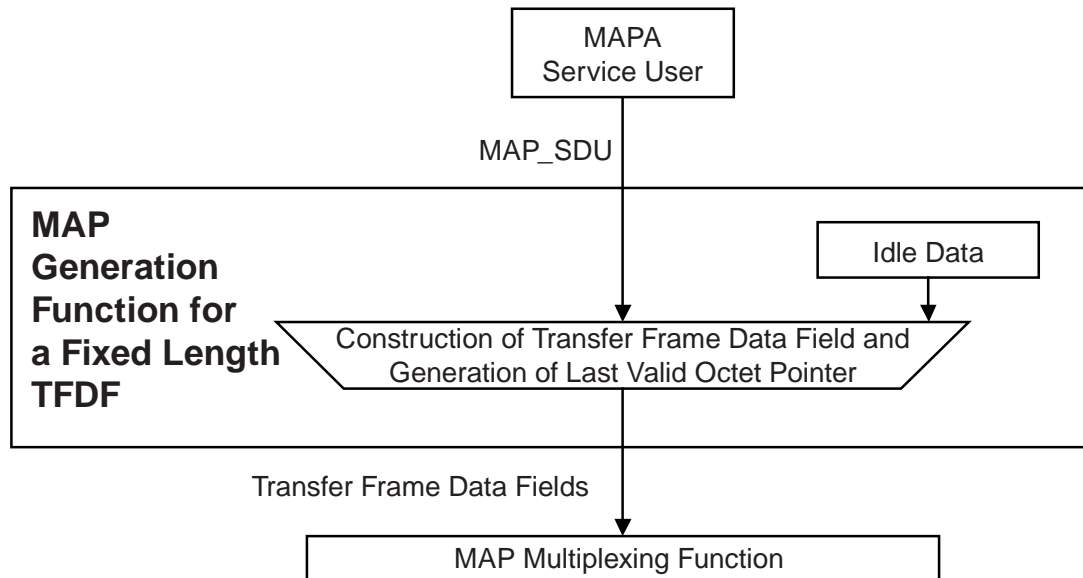 MAPA
Service User
MAP_SDU
MAP
Generation
Function for
a Fixed Length
TFDF
Idle Data
Construction of Transfer Frame Data Field and
Generation of Last Valid Octet Pointer
Transfer Frame Data Fields
MAP Multiplexing Function